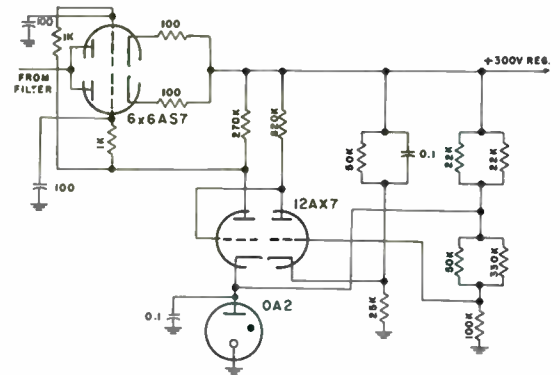 100
1K
100
100
FROM
FILTER
6x6AS7
1K
100
+300V REG.
270K
820K
50K
0.1
22K
22K
12AX7
50K
330K
0A2
0.1
25K
100K